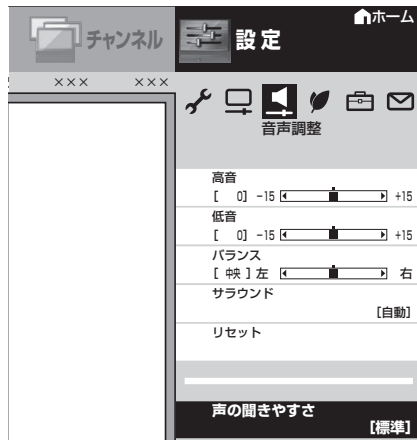 チャンネル
設定
ホーム
××× ×××
音声調整
高音
[ 0] -15 +15
低音
[ 0] -15 +15
バランス
[ 中央 ] 左 右
サラウンド
[自動]
リセット
声の聞きやすさ
[標準]